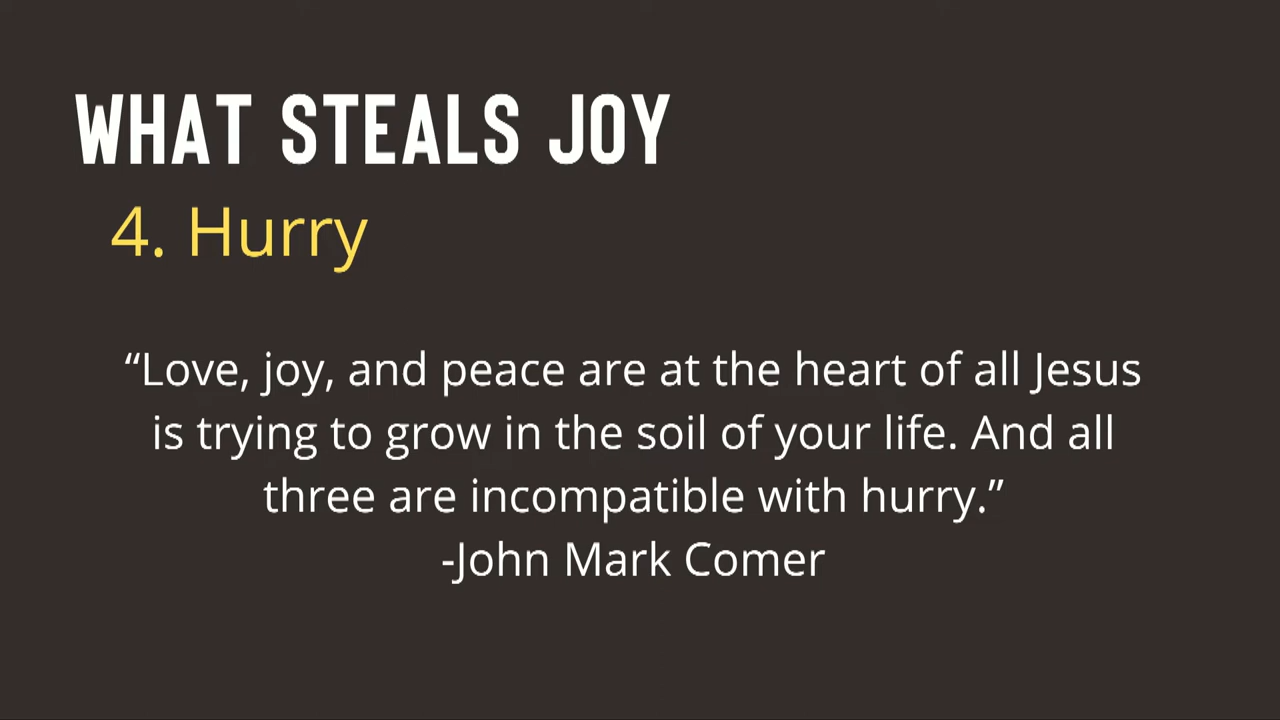 WHAT STEALS JOY
4. Hurry
“Love, joy, and peace are at the heart of all Jesus
is trying to grow in the soil of your life. And all
three are incompatible with hurry.”
-John Mark Comer